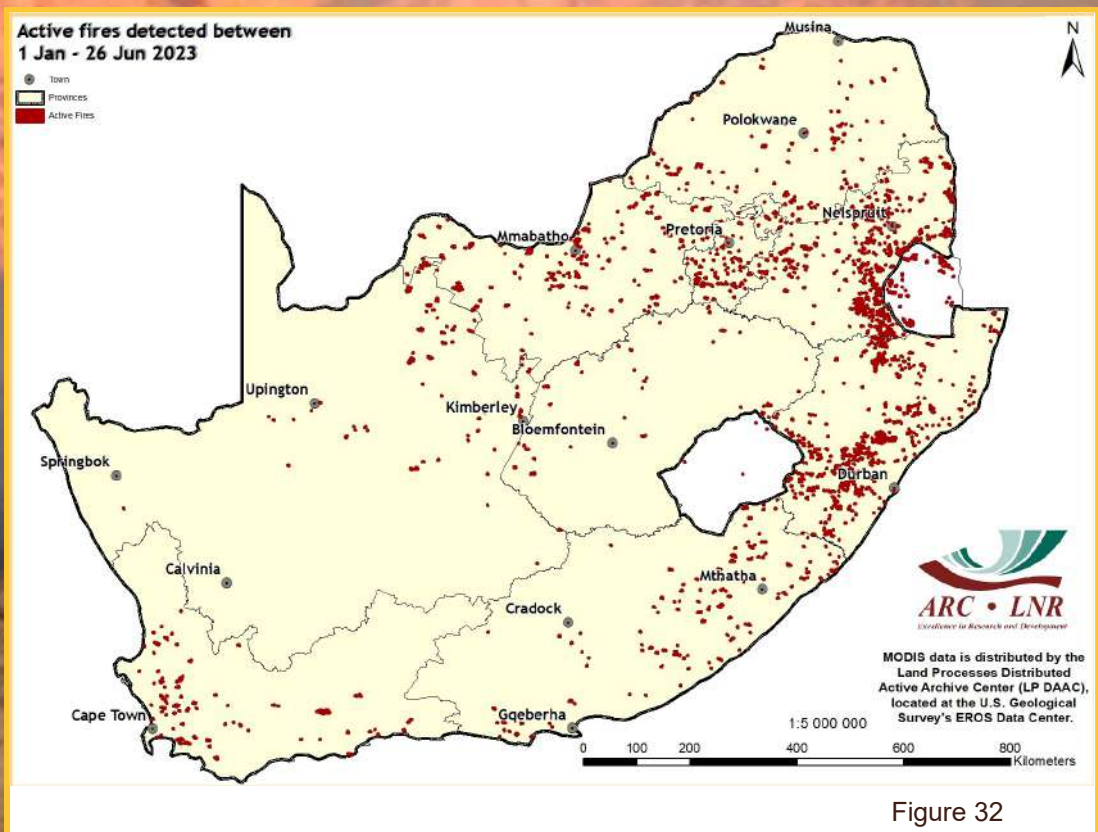 Active fires detected between
1 Jan - 26 Jun 2023
Town
Provinces
Active Fires
N
Musina
Polokwane
Nelspruit
Pretoria
Mmabatho
Upington
Kimberley
Bloemfontein
Springbok
Durban
Calvinia
Mthatha
Cradock
Cape Town
Gqeberha
ARC • LNR
Excellence in Research and Development
MODIS data is distributed by the
Land Processes Distributed
Active Archive Center (LP DAAC),
located at the U.S. Geological
Survey's EROS Data Center.
1:5 000 000
0 100 200 400 600 800
Kilometers
Figure 32